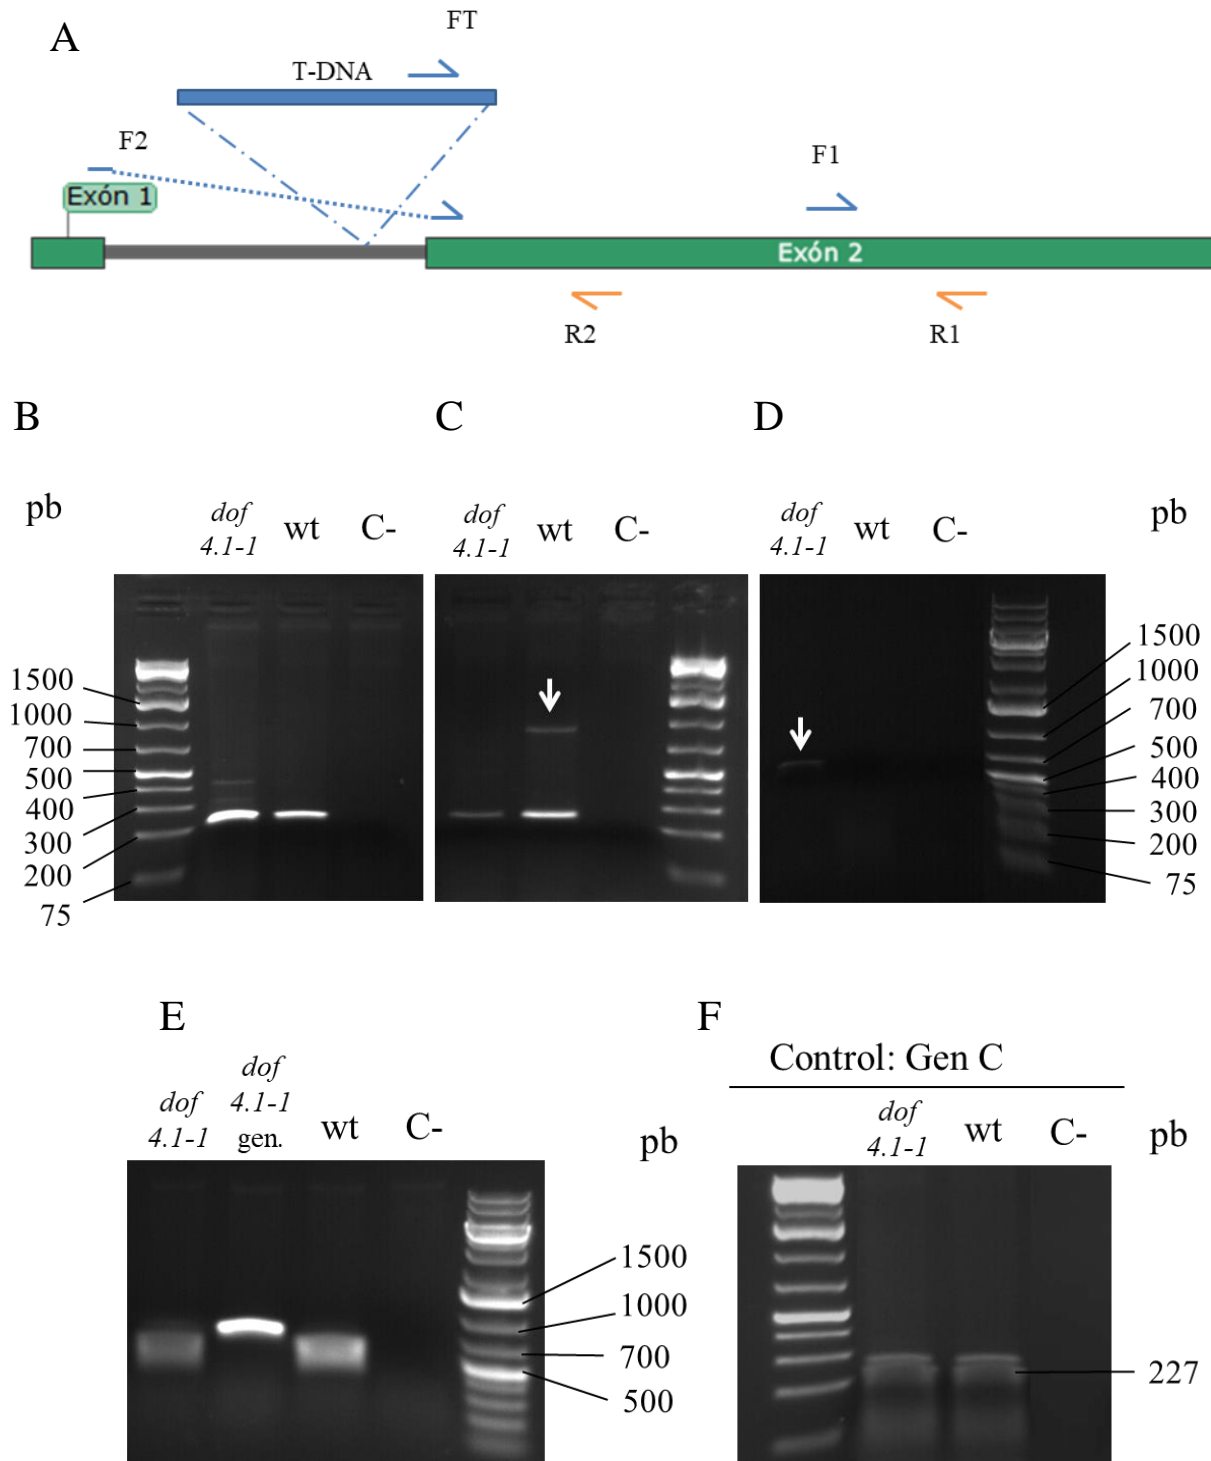 A
FT
T-DNA
F2
F1
Exón 1
Exón 2
R2
R1
B
C
D
pb
dof
4.1-1
wt
C-
dof
4.1-1
wt
C-
dof
4.1-1
wt
C-
pb
1500
1000
700
500
400
300
200
75
1500
1000
700
500
400
300
200
75
E
F
dof
4.1-1
dof
4.1-1
gen.
wt
C-
pb
1500
1000
700
500
Control: Gen C
dof
4.1-1
wt
C-
pb
227